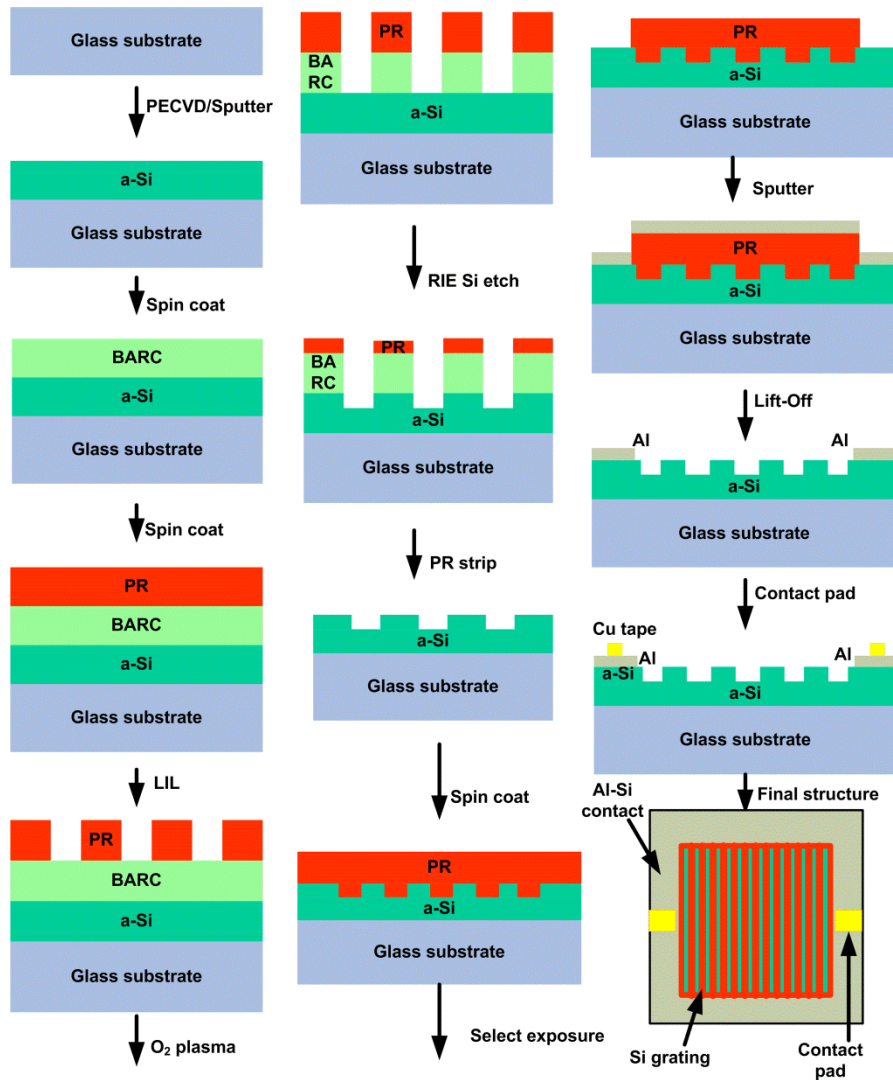 Glass substrate
PECVD/Sputter
a-Si
Glass substrate
Spin coat
BARC
a-Si
Glass substrate
Spin coat
PR
BARC
a-Si
Glass substrate
LIL
PR
BARC
a-Si
Glass substrate
O₂ plasma
PR
BA
RC
a-Si
Glass substrate
RIE Si etch
PR
BA
RC
a-Si
Glass substrate
PR strip
a-Si
Glass substrate
Spin coat
PR
a-Si
Glass substrate
Select exposure
PR
a-Si
Glass substrate
Sputter
PR
a-Si
Glass substrate
Lift-Off
Al Al
a-Si
Glass substrate
Contact pad
Cu tape
Al Al
a-Si a-Si
Glass substrate
Final structure
Al-Si
contact
Si grating
Contact
pad